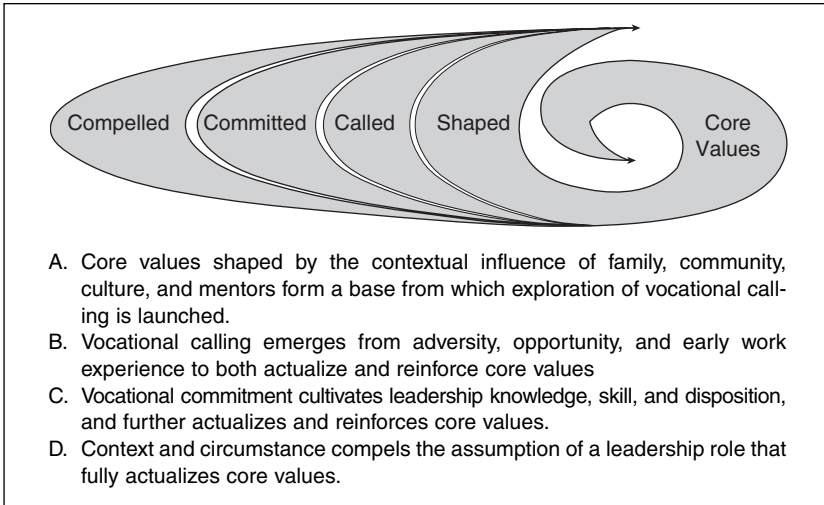 Compelled
Committed
Called
Shaped
Core
Values
A. Core values shaped by the contextual influence of family, community,
culture, and mentors form a base from which exploration of vocational call-
ing is launched.
B. Vocational calling emerges from adversity, opportunity, and early work
experience to both actualize and reinforce core values
C. Vocational commitment cultivates leadership knowledge, skill, and disposition,
and further actualizes and reinforces core values.
D. Context and circumstance compels the assumption of a leadership role that
fully actualizes core values.